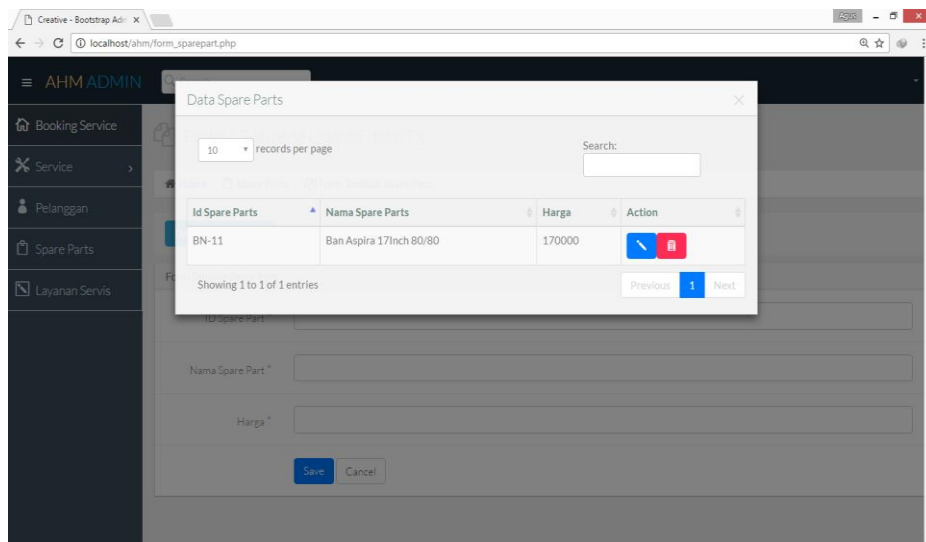 Creative - Bootstrap Adm
Agus
localhost/ahm/form_sparepart.php
AHM ADMIN
Data Spare Parts
Booking Service
10 records per page
Search:
Service
Pelanggan
Id Spare Parts Nama Spare Parts Harga Action
BN-11 Ban Aspira 17Inch 80/80 170000
Spare Parts
Showing 1 to 1 of 1 entries
Previous 1 Next
Layanan Servis
ID Spare Part *
Nama Spare Part *
Harga *
Save Cancel